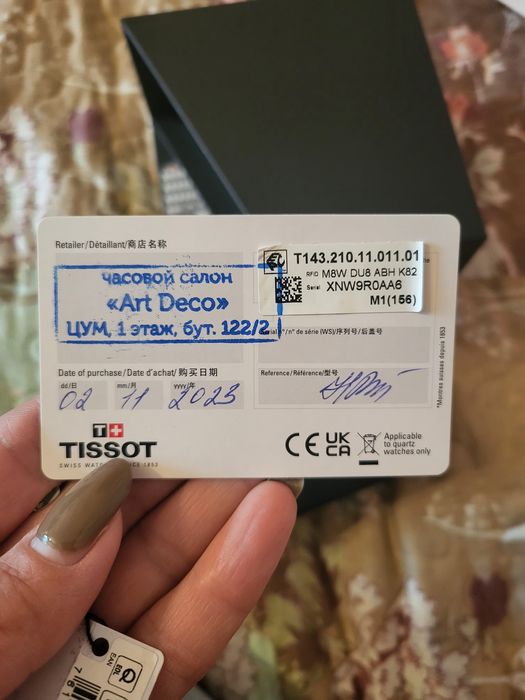 Retailer/Détaillant/商店名称
часовой салон
«Art Deco»
ЦУМ, 1 этаж, бут. 122/2
T143.210.11.011.01
RFID M8W DU8 ABH K82
Serial XNW9R0AA6
M1(156)
n° de série (WS)/序列号/后盖号
Date of purchase/Date d'achat/购买日期
dd/日 mm/月 yyyy/年
02 11 2023
Reference/Référence/型号
TISSOT
SWISS 1853
CE UK CA
Applicable
to quartz
watches only
*Montres suisses depuis 1853
EAN
EOL